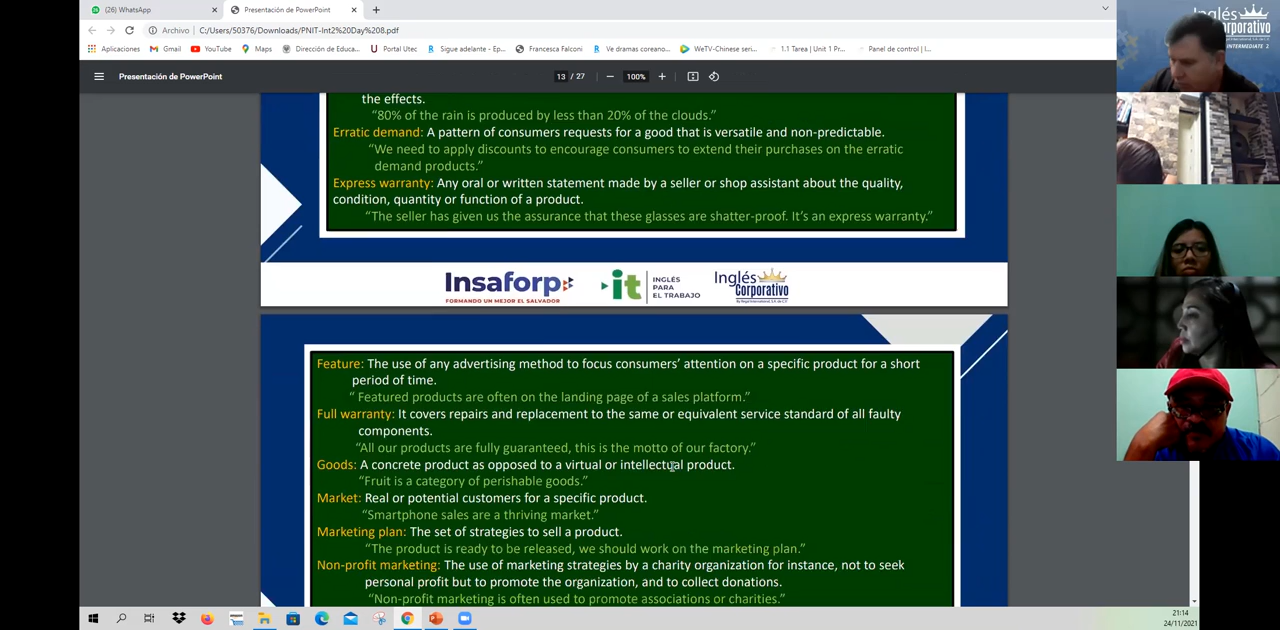 (26) WhatsApp
Presentación de PowerPoint
Archivo
C:/Users/50376/Downloads/PNIT-Int2%20Day%208.pdf
Aplicaciones
Gmail
YouTube
Maps
Dirección de Educa...
Portal Utec
Sigue adelante - Ep...
Francesca Falconi
Ve dramas coreano...
WeTV-Chinese seri...
1.1 Tarea | Unit 1 Pr...
Panel de control | I...
Presentación de PowerPoint
13 / 27
100%
the effects.
"80% of the rain is produced by less than 20% of the clouds."
Erratic demand: A pattern of consumers requests for a good that is versatile and non-predictable.
"We need to apply discounts to encourage consumers to extend their purchases on the erratic
demand products."
Express warranty: Any oral or written statement made by a seller or shop assistant about the quality,
condition, quantity or function of a product.
"The seller has given us the assurance that these glasses are shatter-proof. It's an express warranty."
Insaforp
FORMANDO UN MEJOR EL SALVADOR
it
INGLÉS
PARA
EL TRABAJO
Inglés
Corporativo
Feature: The use of any advertising method to focus consumers' attention on a specific product for a short
period of time.
" Featured products are often on the landing page of a sales platform."
Full warranty: It covers repairs and replacement to the same or equivalent service standard of all faulty
components.
"All our products are fully guaranteed, this is the motto of our factory."
Goods: A concrete product as opposed to a virtual or intellectual product.
"Fruit is a category of perishable goods."
Market: Real or potential customers for a specific product.
"Smartphone sales are a thriving market."
Marketing plan: The set of strategies to sell a product.
"The product is ready to be released, we should work on the marketing plan."
Non-profit marketing: The use of marketing strategies by a charity organization for instance, not to seek
personal profit but to promote the organization, and to collect donations.
"Non-profit marketing is often used to promote associations or charities."
21:14
24/11/2021
Inglés
orporativo
INTERMEDIATE 2